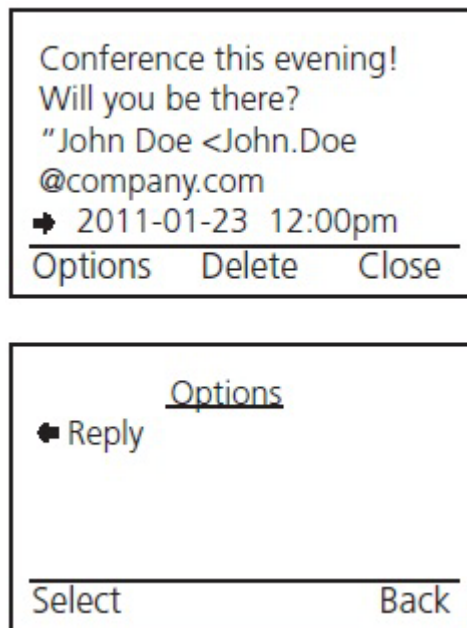 Conference this evening!
Will you be there?
"John Doe <John.Doe
@company.com
2011-01-23 12:00pm
Options Delete Close
Options
Reply
Select Back